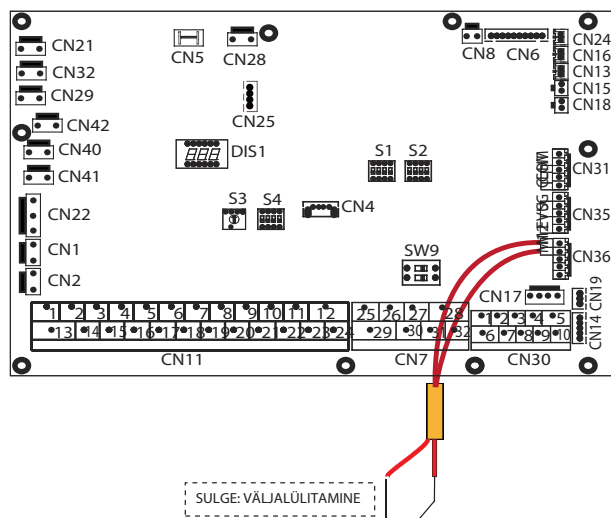 CN21
CN32
CN29
CN42
CN40
CN41
CN22
CN1
CN2
CN5
CN28
CN25
DIS1
S3
S4
CN4
S1
S2
SW9
CN8
CN6
CN24
CN16
CN13
CN15
CN18
CN31
CN35
CN36
CN17
CN19
CN14
1 2 3 4 5 6 7 8 9 10 11 12
13 14 15 16 17 18 19 20 21 22 23 24
CN11
25 26 27 28
29 30 31 32
CN7
1 2 3 4 5
6 7 8 9 10
CN30
SULGE: VÄLJALÜLITAMINE